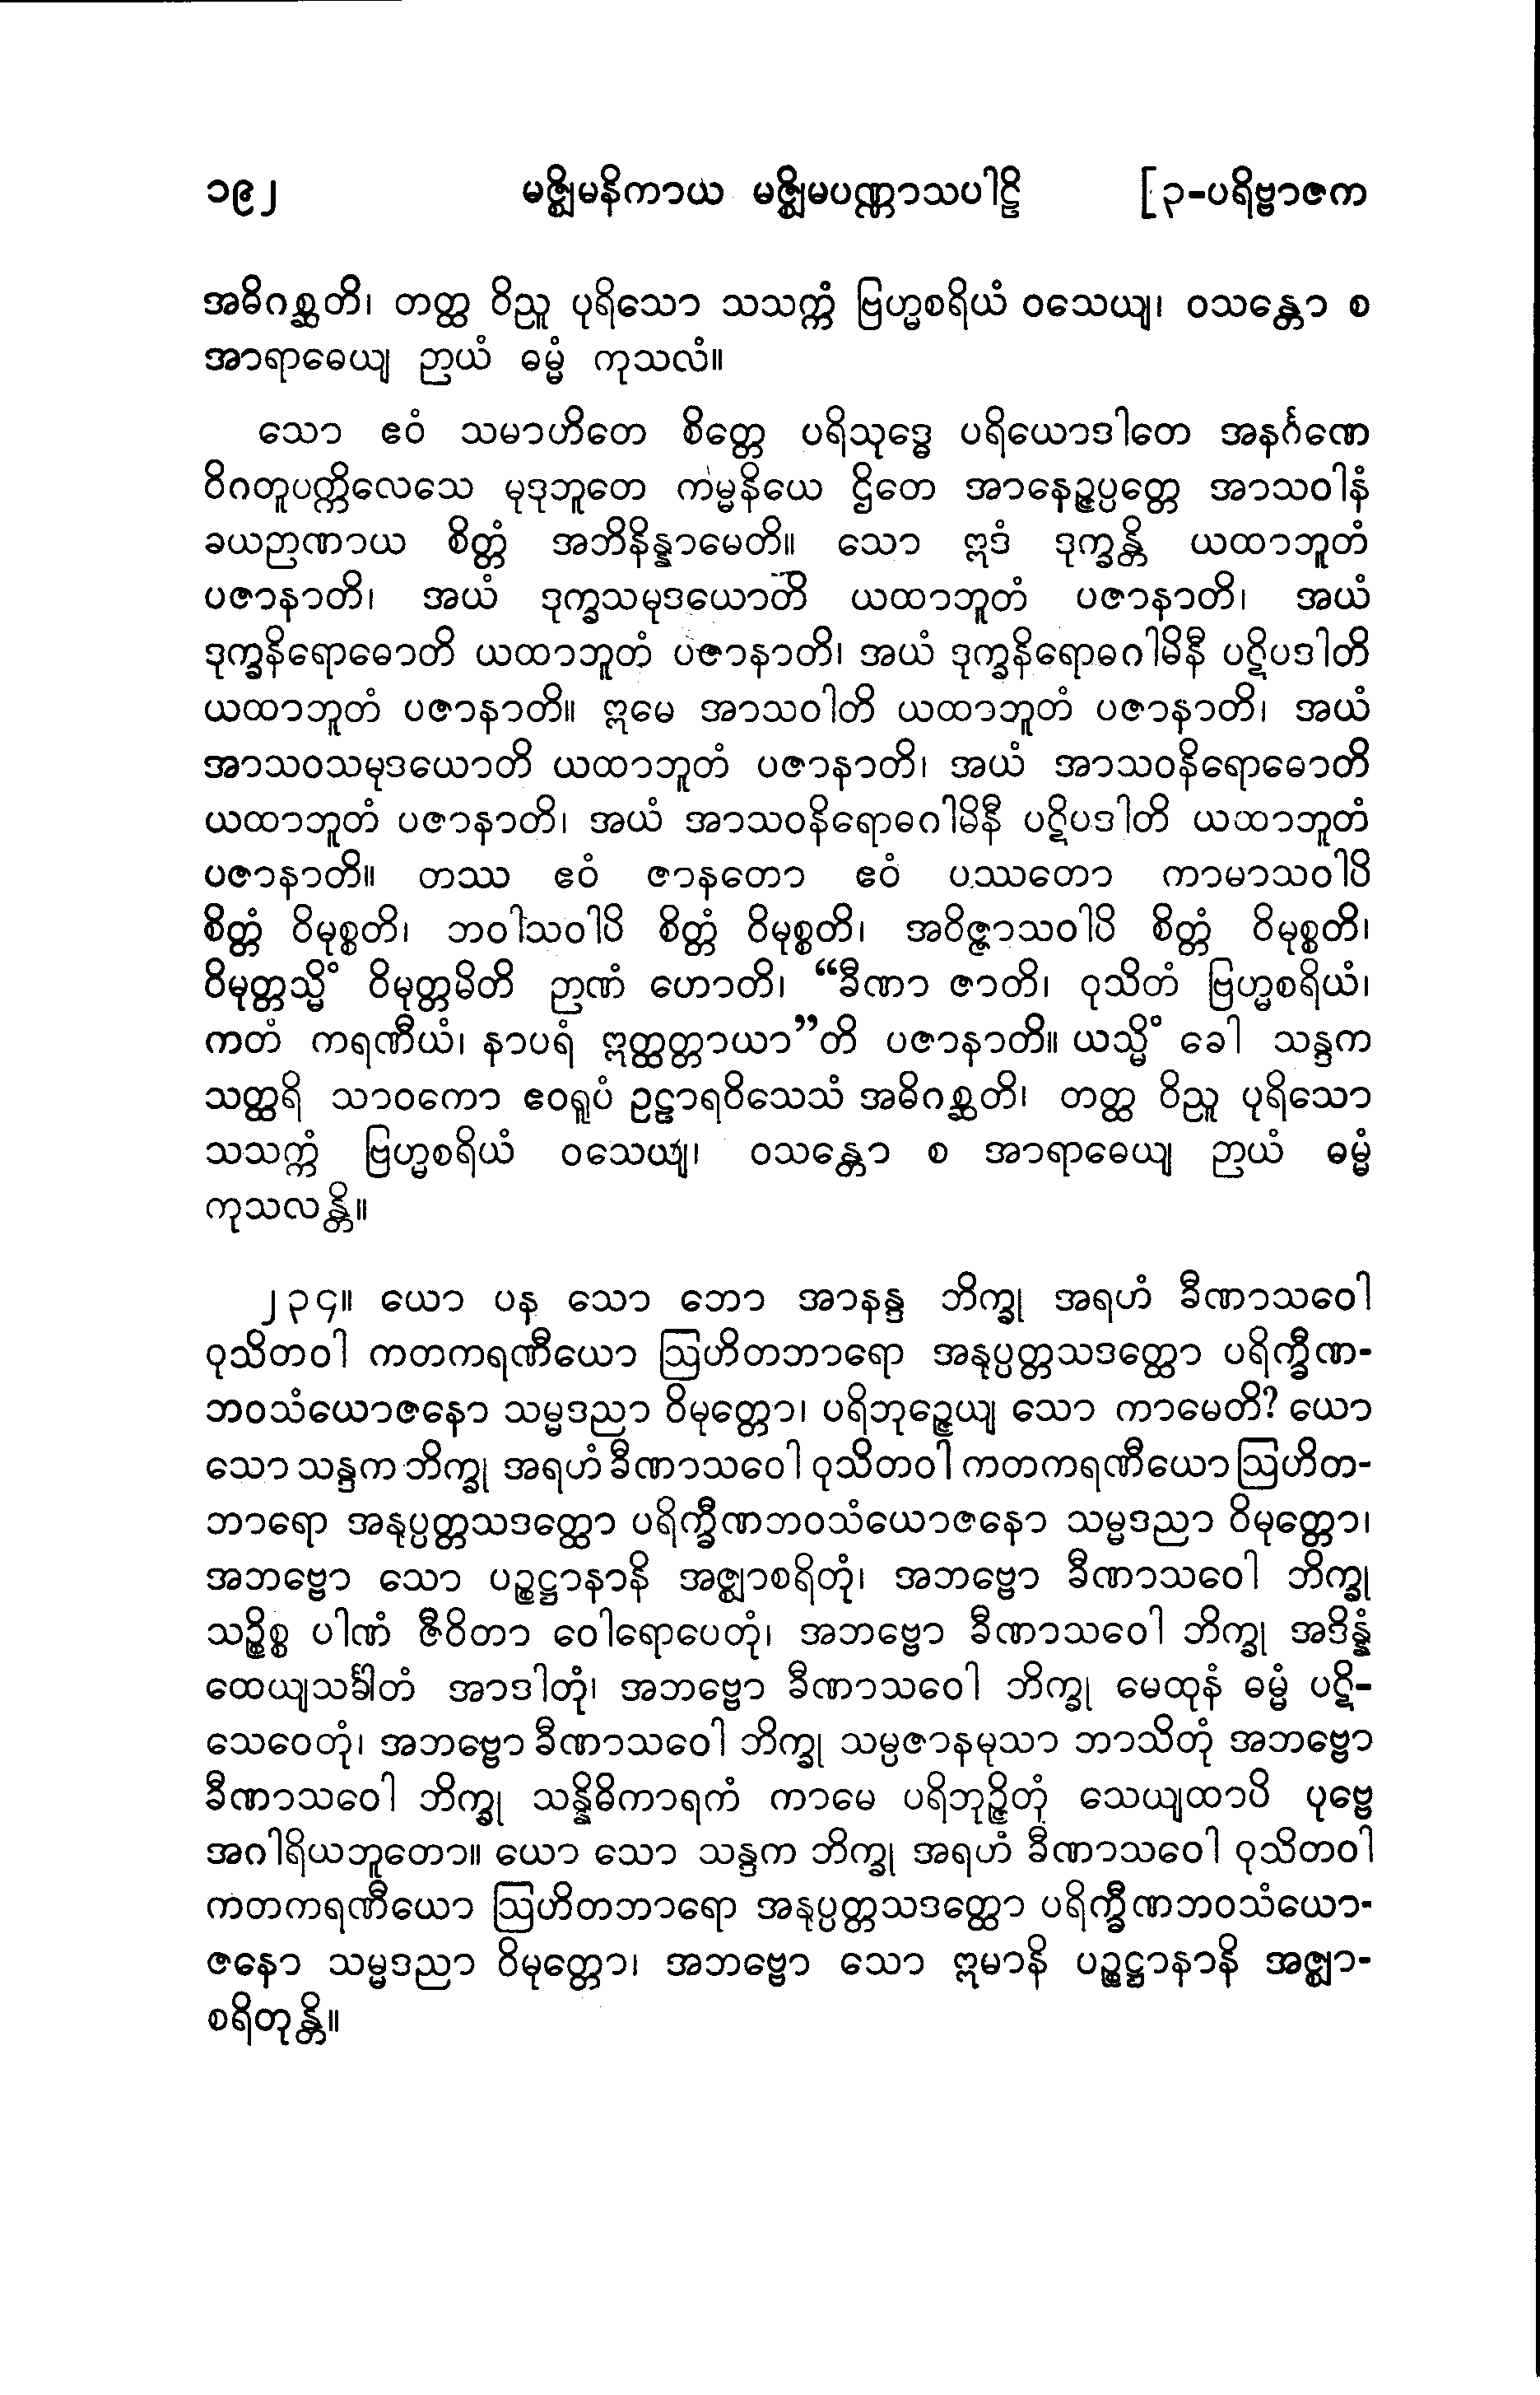 ၁၉၂ မဇ္ဈိမနိကာယ မဇ္ဈိမပဏ္ဏာသပါဠိ [၃-ပရိဗ္ဗာဇက
အဓိဂစ္ဆတိ၊ တတ္ထ ဝိညူ ပုရိသော သသက္ကံ ဗြဟ္မစရိယံ ဝသေယျ၊ ဝသန္တော စ
အာရာဓေယျ ဉာယံ ဓမ္မံ ကုသလံ။
သော ဧဝံ သမာဟိတေ စိတ္တေ ပရိသုဒ္ဓေ ပရိယောဒါတေ အနင်္ဂဏေ
ဝိဂတူပက္ကိလေသေ မုဒုဘူတေ ကမ္မနိယေ ဌိတေ အာနေဉ္ဇပ္ပတ္တေ အာသဝါနံ
ခယဉာဏာယ စိတ္တံ အဘိနိန္နာမေတိ။ သော ဣဒံ ဒုက္ခန္တိ ယထာဘူတံ
ပဇာနာတိ၊ အယံ ဒုက္ခသမုဒယောတိ ယထာဘူတံ ပဇာနာတိ၊ အယံ
ဒုက္ခနိရောဓောတိ ယထာဘူတံ ပဇာနာတိ၊ အယံ ဒုက္ခနိရောဓဂါမိနီ ပဋိပဒါတိ
ယထာဘူတံ ပဇာနာတိ။ ဣမေ အာသဝါတိ ယထာဘူတံ ပဇာနာတိ၊ အယံ
အာသဝသမုဒယောတိ ယထာဘူတံ ပဇာနာတိ၊ အယံ အာသဝနိရောဓောတိ
ယထာဘူတံ ပဇာနာတိ၊ အယံ အာသဝနိရောဓဂါမိနီ ပဋိပဒါတိ ယထာဘူတံ
ပဇာနာတိ။ တဿ ဧဝံ ဇာနတော ဧဝံ ပဿတော ကာမာသဝါပိ
စိတ္တံ ဝိမုစ္စတိ၊ ဘဝါသဝါပိ စိတ္တံ ဝိမုစ္စတိ၊ အဝိဇ္ဇာသဝါပိ စိတ္တံ ဝိမုစ္စတိ၊
ဝိမုတ္တသ္မိံ ဝိမုတ္တမိတိ ဉာဏံ ဟောတိ၊ “ခီဏာ ဇာတိ၊ ဝုသိတံ ဗြဟ္မစရိယံ၊
ကတံ ကရဏီယံ၊ နာပရံ ဣတ္ထတ္တာယာ”တိ ပဇာနာတိ။ ယသ္မိံ ခေါ သန္ဒက
သတ္ထရိ သာဝကော ဧဝရူပံ ဥဠာရဝိသေသံ အဓိဂစ္ဆတိ၊ တတ္ထ ဝိညူ ပုရိသော
သသက္ကံ ဗြဟ္မစရိယံ ဝသေယျ၊ ဝသန္တော စ အာရာဓေယျ ဉာယံ ဓမ္မံ
ကုသလန္တိ။
၂၃၄။ ယော ပန သော ဘော အာနန္ဒ ဘိက္ခု အရဟံ ခီဏာသဝေါ
ဝုသိတဝါ ကတကရဏီယော ဩဟိတဘာရော အနုပ္ပတ္တသဒတ္ထော ပရိက္ခီဏ-
ဘဝသံယောဇနော သမ္မဒညာ ဝိမုတ္တော၊ ပရိဘုဉ္ဇေယျ သော ကာမေတိ? ယော
သော သန္ဒက ဘိက္ခု အရဟံ ခီဏာသဝေါ ဝုသိတဝါ ကတကရဏီယော ဩဟိတ-
ဘာရော အနုပ္ပတ္တသဒတ္ထော ပရိက္ခီဏဘဝသံယောဇနော သမ္မဒညာ ဝိမုတ္တော၊
အဘဗ္ဗော သော ပဉ္စဋ္ဌာနာနိ အဇ္ဈာစရိတုံ၊ အဘဗ္ဗော ခီဏာသဝေါ ဘိက္ခု
သဉ္စိစ္စ ပါဏံ ဇီဝိတာ ဝေါရောပေတုံ၊ အဘဗ္ဗော ခီဏာသဝေါ ဘိက္ခု အဒိန္နံ
ထေယျသင်္ခါတံ အာဒါတုံ၊ အဘဗ္ဗော ခီဏာသဝေါ ဘိက္ခု မေထုနံ ဓမ္မံ ပဋိ-
သေဝေတုံ၊ အဘဗ္ဗော ခီဏာသဝေါ ဘိက္ခု သမ္ပဇာနမုသာ ဘာသိတုံ အဘဗ္ဗော
ခီဏာသဝေါ ဘိက္ခု သန္နိဓိကာရကံ ကာမေ ပရိဘုဉ္ဇိတုံ သေယျထာပိ ပုဗ္ဗေ
အဂါရိယဘူတော။ ယော သော သန္ဒက ဘိက္ခု အရဟံ ခီဏာသဝေါ ဝုသိတဝါ
ကတကရဏီယော ဩဟိတဘာရော အနုပ္ပတ္တသဒတ္ထော ပရိက္ခီဏဘဝသံယော-
ဇနော သမ္မဒညာ ဝိမုတ္တော၊ အဘဗ္ဗော သော ဣမာနိ ပဉ္စဋ္ဌာနာနိ အဇ္ဈာ-
စရိတုန္တိ။